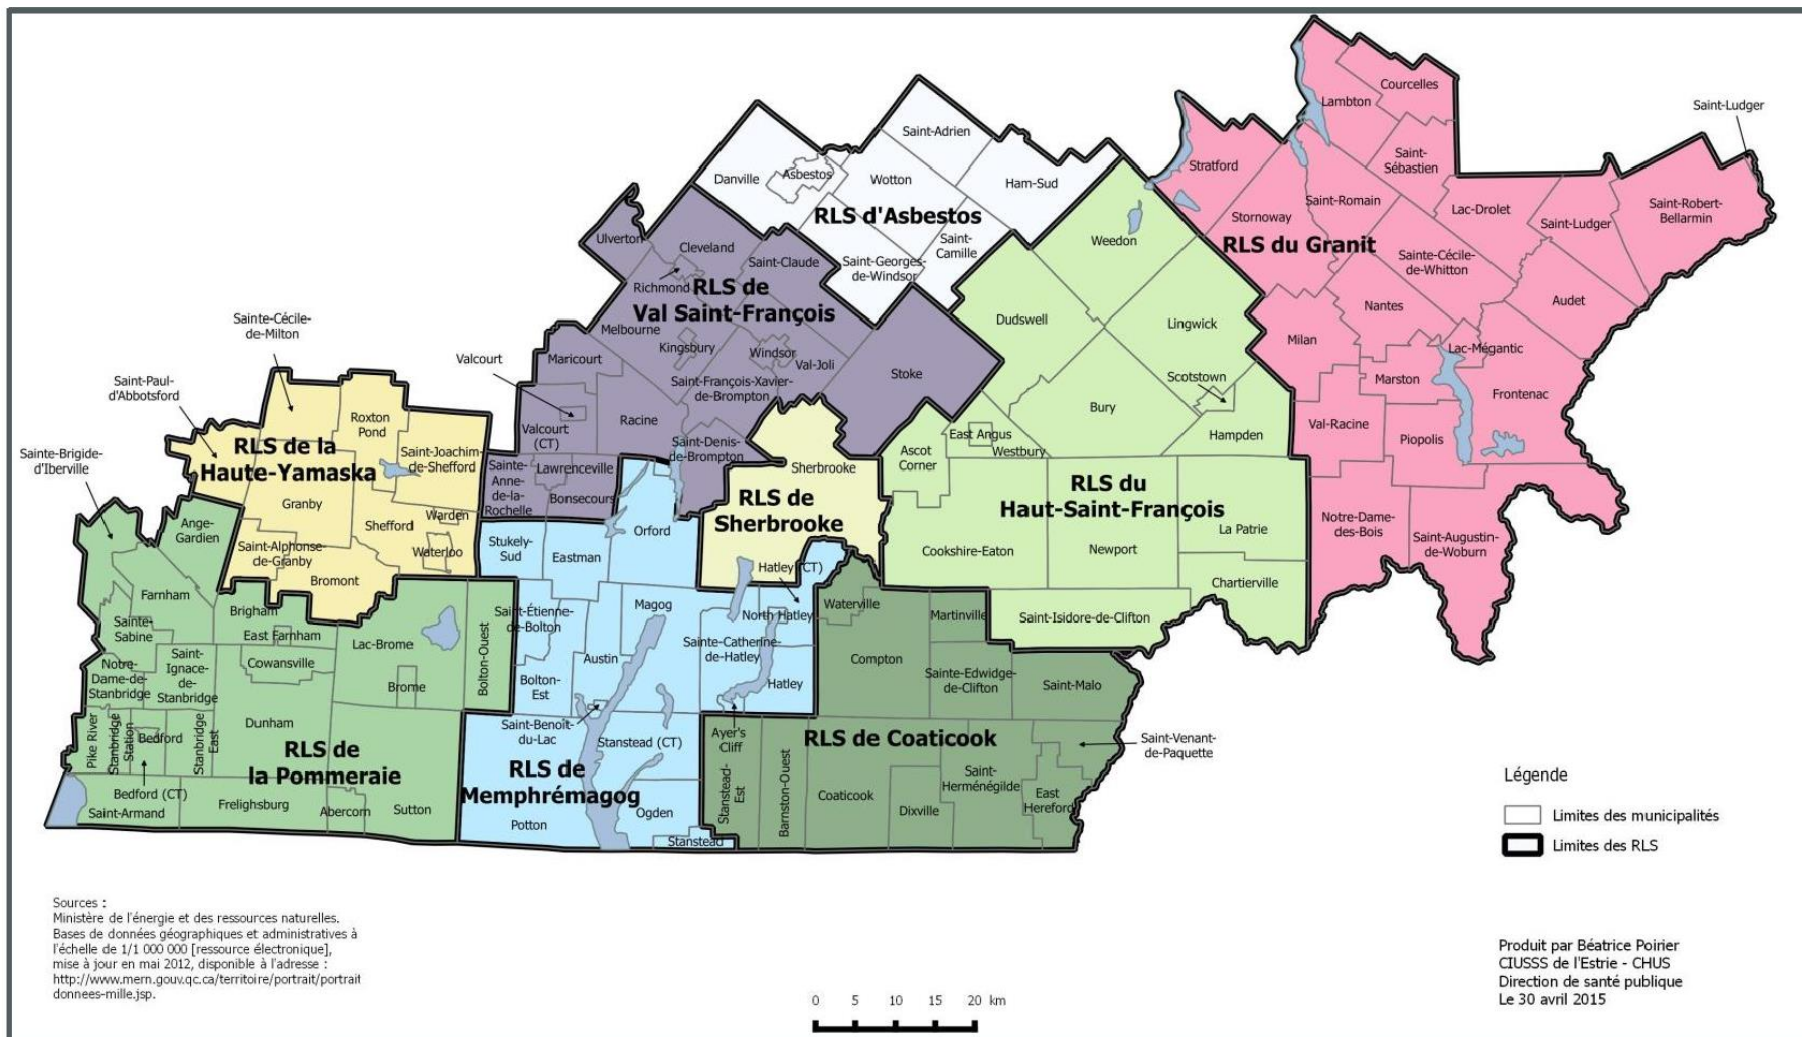 Saint-Ludger
Courcelles
Lambton
Saint-Adrien
Saint-
Sébastien
Stratford
Asbestos
Danville
Wotton
Ham-Sud
Saint-Romain
Saint-Robert-
Bellarmin
Lac-Drolet
RLS d'Asbestos
Stornoway
Saint-Ludger
Ulverton
Cleveland
Weedon
RLS du Granit
Saint-
Camille
Saint-Claude
Saint-Georges-
de-Windsor
Sainte-Cécile-
de-Whitton
Richmond
RLS de
Val Saint-François
Nantes
Audet
Sainte-Cécile-
de-Milton
Dudswell
Lingwick
Melbourne
Kingsbury
Windsor
Val-Joli
Milan
Lac-Mégantic
Valcourt
Maricourt
Stoke
Scotstown
Marston
Saint-Paul-
d'Abbotsford
Saint-François-Xavier-
de-Brompton
Frontenac
Roxton
Pond
Racine
Bury
Val-Racine
Piopolis
Valcourt
(CT)
Saint-Denis-
de-Brompton
East Angus
Westbury
Hampden
RLS de la
Haute-Yamaska
Saint-Joachim-
de-Shefford
Ascot
Corner
Sainte-Brigide-
d'Iberville
Sainte-
Anne-
de-la-
Rochelle
Lawrenceville
Bonsecours
Sherbrooke
RLS de
Sherbrooke
RLS du
Haut-Saint-François
Granby
Shefford
Warden
Waterloo
Ange-
Gardien
Orford
La Patrie
Notre-Dame-
des-Bois
Saint-Augustin-
de-Woburn
Saint-Alphonse-
de-Granby
Stukely-
Sud
Eastman
Cookshire-Eaton
Newport
Bromont
Hatley (CT)
Chartierville
Farnham
Brigham
Saint-Étienne-
de-Bolton
Magog
North Hatley
Waterville
Martinville
Saint-Isidore-de-Clifton
Sainte-
Sabine
East Farnham
Lac-Brome
Bolton-Ouest
Sainte-Catherine-
de-Hatley
Saint-
Ignace-
de-
Stanbridge
Cowansville
Austin
Compton
Notre-
Dame-de-
Stanbridge
Brome
Bolton-
Est
Hatley
Sainte-Edwidge-
de-Clifton
Saint-Malo
Pike River
Stanbridge
Station
Bedford
Stanbridge
East
Dunham
Saint-Benoît-
du-Lac
Stanstead (CT)
Ayer's
Cliff
RLS de Coaticook
Saint-Venant-
de-Paquette
RLS de
la Pommeraie
RLS de
Memphrémagog
Stanstead-
Est
Barnston-Ouest
Coaticook
Dixville
Saint-
Herménégilde
East
Hereford
Bedford (CT)
Saint-Armand
Frelighsburg
Abercorn
Sutton
Potton
Ogden
Stanstead
Légende
Limites des municipalités
Limites des RLS
Sources :
Ministère de l'énergie et des ressources naturelles.
Bases de données géographiques et administratives à
l'échelle de 1/1 000 000 [ressource électronique],
mise à jour en mai 2012, disponible à l'adresse :
http://www.mern.gouv.qc.ca/territoire/portrait/portrait
donnees-mille.jsp.
0 5 10 15 20 km
Produit par Béatrice Poirier
CIUSSS de l'Estrie - CHUS
Direction de santé publique
Le 30 avril 2015